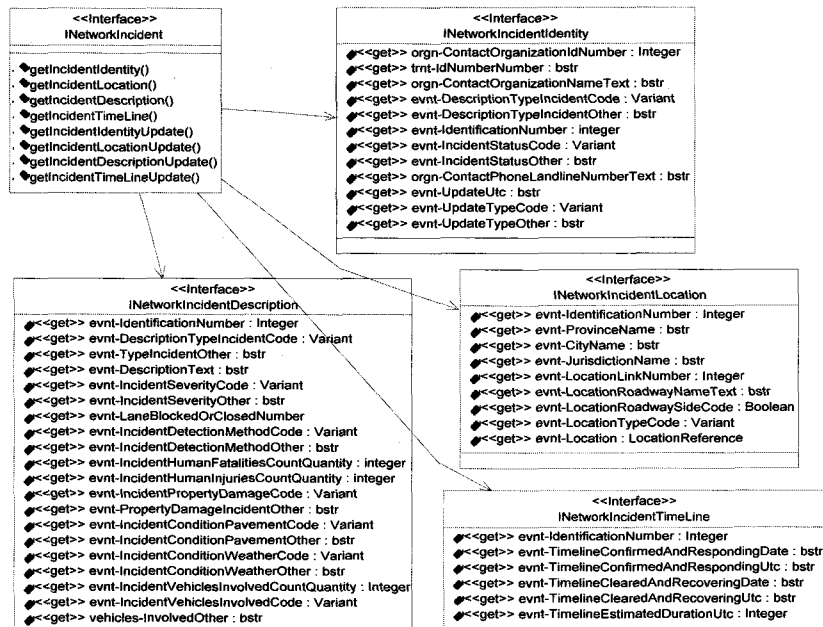 <<Interface>>
INetworkIncident
getIncidentIdentity()
getIncidentLocation()
getIncidentDescription()
getIncidentTimeLine()
getIncidentIdentityUpdate()
getIncidentLocationUpdate()
getIncidentDescriptionUpdate()
getIncidentTimeLineUpdate()
<<Interface>>
INetworkIncidentIdentity
<<get>> orgn-ContactOrganizationIdNumber : Integer
<<get>> trnt-IdNumberNumber : bstr
<<get>> orgn-ContactOrganizationNameText : bstr
<<get>> evnt-DescriptionTypeIncidentCode : Variant
<<get>> evnt-DescriptionTypeIncidentOther : bstr
<<get>> evnt-IdentificationNumber : integer
<<get>> evnt-IncidentStatusCode : Variant
<<get>> evnt-IncidentStatusOther : bstr
<<get>> orgn-ContactPhoneLandlineNumberText : bstr
<<get>> evnt-UpdateUtc : bstr
<<get>> evnt-UpdateTypeCode : Variant
<<get>> evnt-UpdateTypeOther : bstr
<<Interface>>
INetworkIncidentDescription
<<get>> evnt-IdentificationNumber : Integer
<<get>> evnt-DescriptionTypeIncidentCode : Variant
<<get>> evnt-TypeIncidentOther : bstr
<<get>> evnt-DescriptionText : bstr
<<get>> evnt-IncidentSeverityCode : Variant
<<get>> evnt-IncidentSeverityOther : bstr
<<get>> evnt-LaneBlockedOrClosedNumber
<<get>> evnt-IncidentDetectionMethodCode : Variant
<<get>> evnt-IncidentDetectionMethodOther : bstr
<<get>> evnt-IncidentHumanFatalitiesCountQuantity : integer
<<get>> evnt-IncidentHumanInjuriesCountQuantity : integer
<<get>> evnt-IncidentPropertyDamageCode : Variant
<<get>> evnt-PropertyDamageIncidentOther : bstr
<<get>> evnt-IncidentConditionPavementCode : Variant
<<get>> evnt-IncidentConditionPavementOther : bstr
<<get>> evnt-IncidentConditionWeatherCode : Variant
<<get>> evnt-IncidentConditionWeatherOther : bstr
<<get>> evnt-IncidentVehiclesInvolvedCountQuantity : Integer
<<get>> evnt-IncidentVehiclesInvolvedCode : Variant
<<get>> vehicles-InvolvedOther : bstr
<<Interface>>
INetworkIncidentLocation
<<get>> evnt-IdentificationNumber : Integer
<<get>> evnt-ProvinceName : bstr
<<get>> evnt-CityName : bstr
<<get>> evnt-JurisdictionName : bstr
<<get>> evnt-LocationLinkNumber : Integer
<<get>> evnt-LocationRoadwayNameText : bstr
<<get>> evnt-LocationRoadwaySideCode : Boolean
<<get>> evnt-LocationTypeCode : Variant
<<get>> evnt-Location : LocationReference
<<Interface>>
INetworkIncidentTimeLine
<<get>> evnt-IdentificationNumber : Integer
<<get>> evnt-TimelineConfirmedAndRespondingDate : bstr
<<get>> evnt-TimelineConfirmedAndRespondingUtc : bstr
<<get>> evnt-TimelineClearedAndRecoveringDate : bstr
<<get>> evnt-TimelineClearedAndRecoveringUtc : bstr
<<get>> evnt-TimelineEstimatedDurationUtc : Integer